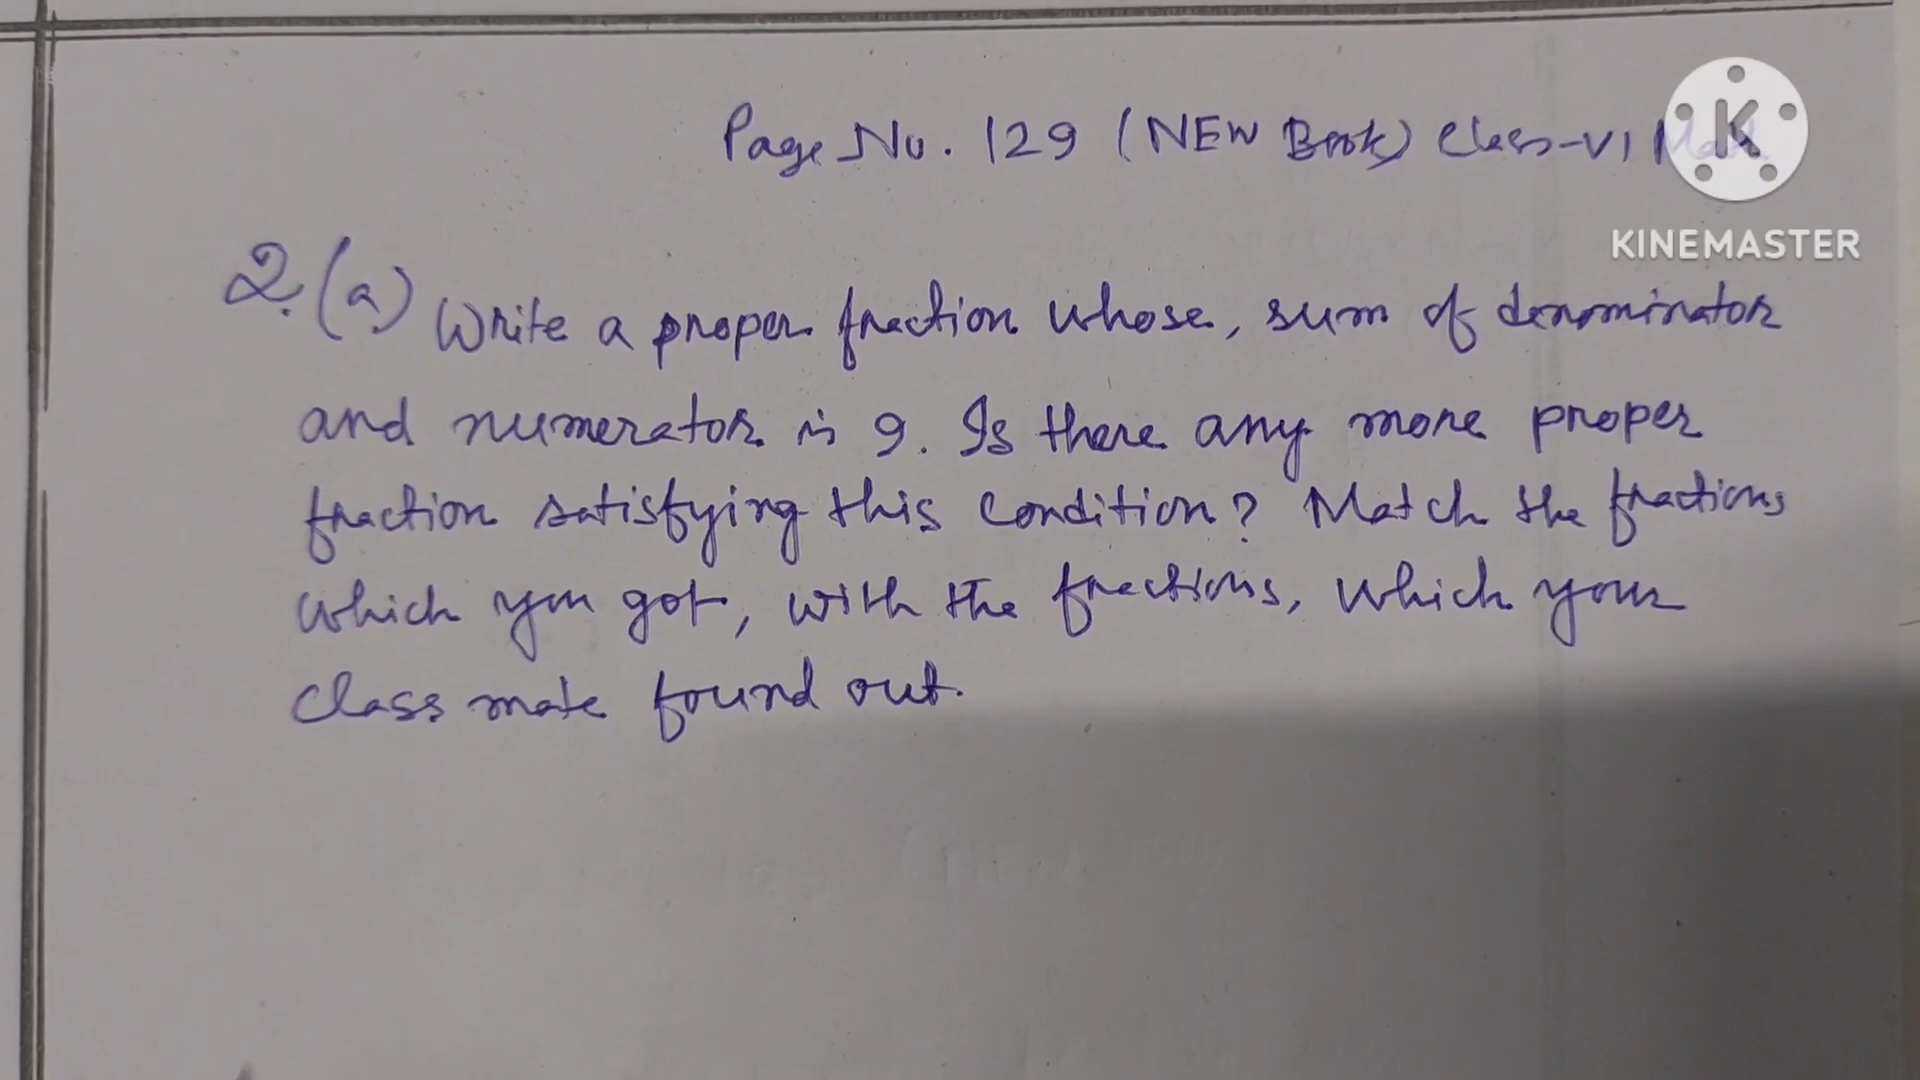 Page No. 129 (NEW Book) Class-VI
K
KINEMASTER
2.(a) Write a proper fraction whose, sum of denominator
and numerator is 9. Is there any more proper
fraction satisfying this condition? Match the fractions
which you got, with the fractions, which your
class mate found out.